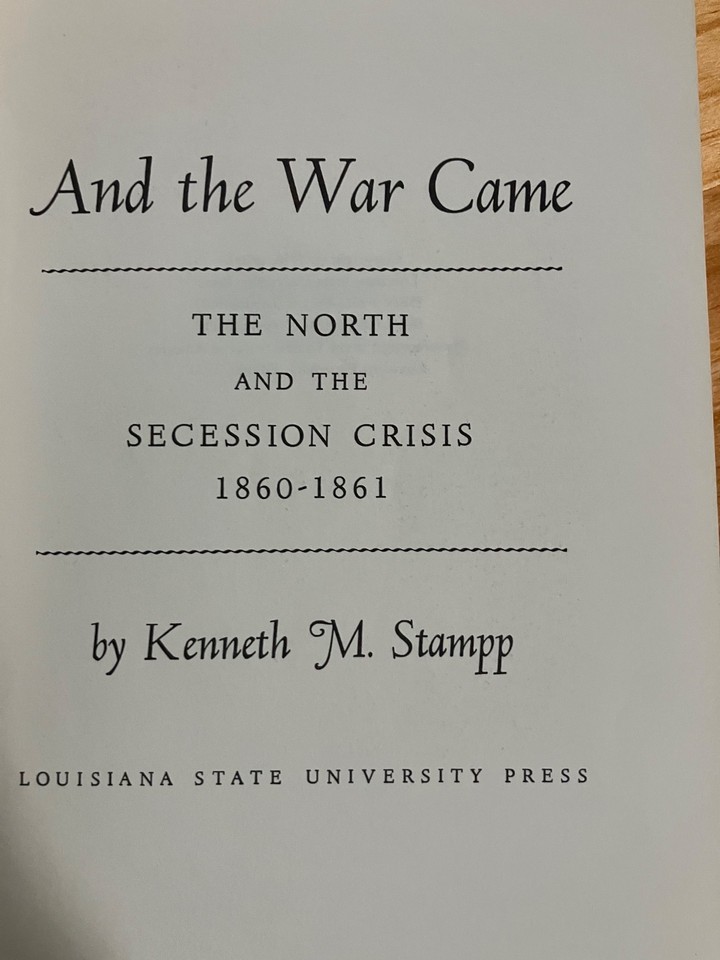 And the War Came
THE NORTH
AND THE
SECESSION CRISIS
1860-1861
by Kenneth M. Stampp
LOUISIANA STATE UNIVERSITY PRESS